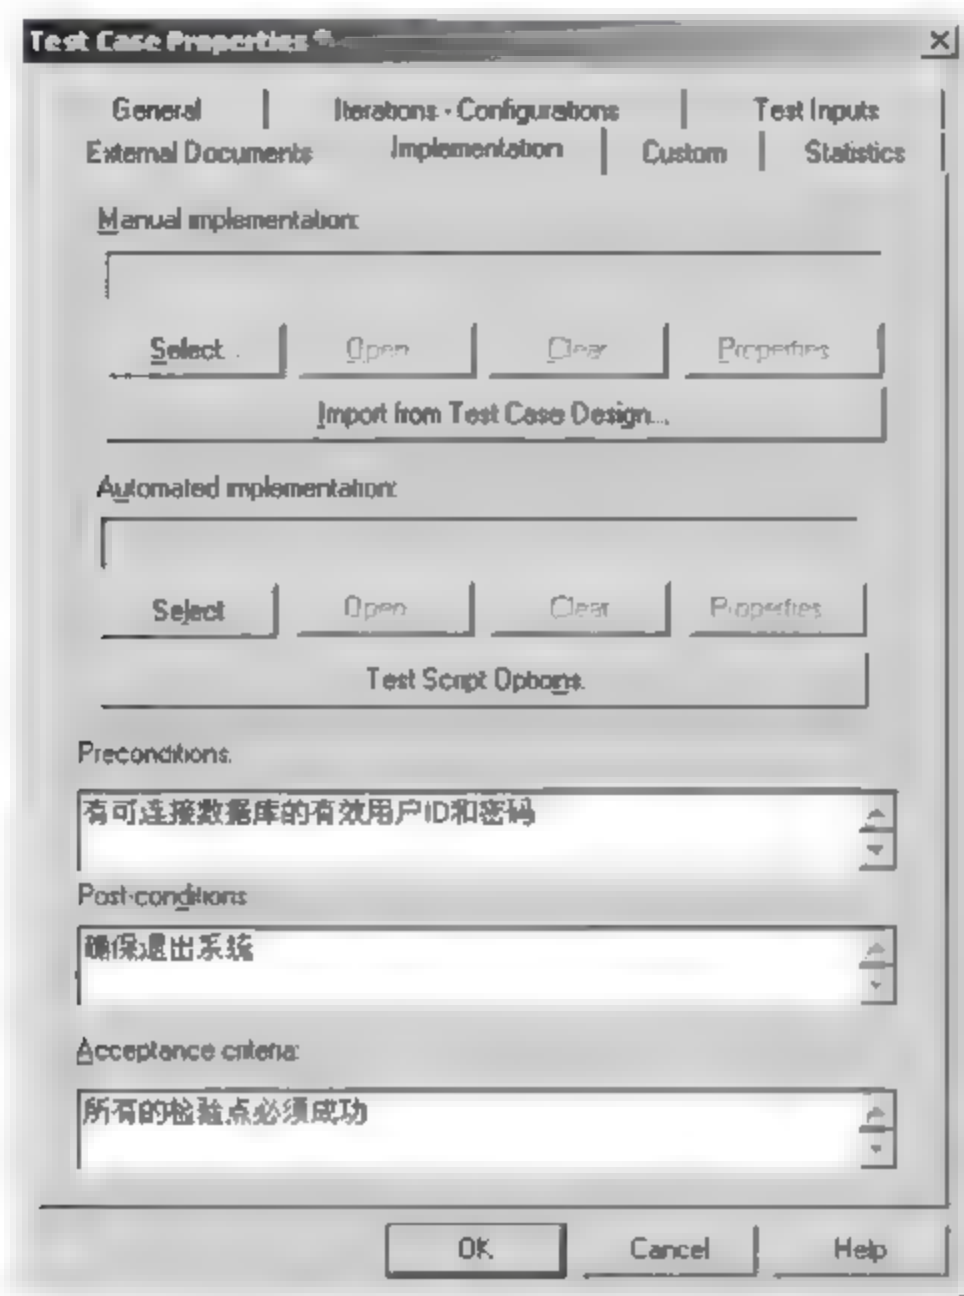 Test Case Properties
General Iterations - Configurations Test Inputs
External Documents Implementation Custom Statistics
Manual implementation:
Select... Open Clear Properties
Import from Test Case Design...
Automated implementation:
Select Open Clear Properties
Test Script Options.
Preconditions.
有可连接数据库的有效用户ID和密码
Post-conditions
确保退出系统
Acceptance criteria:
所有的检验点必须成功
OK Cancel Help